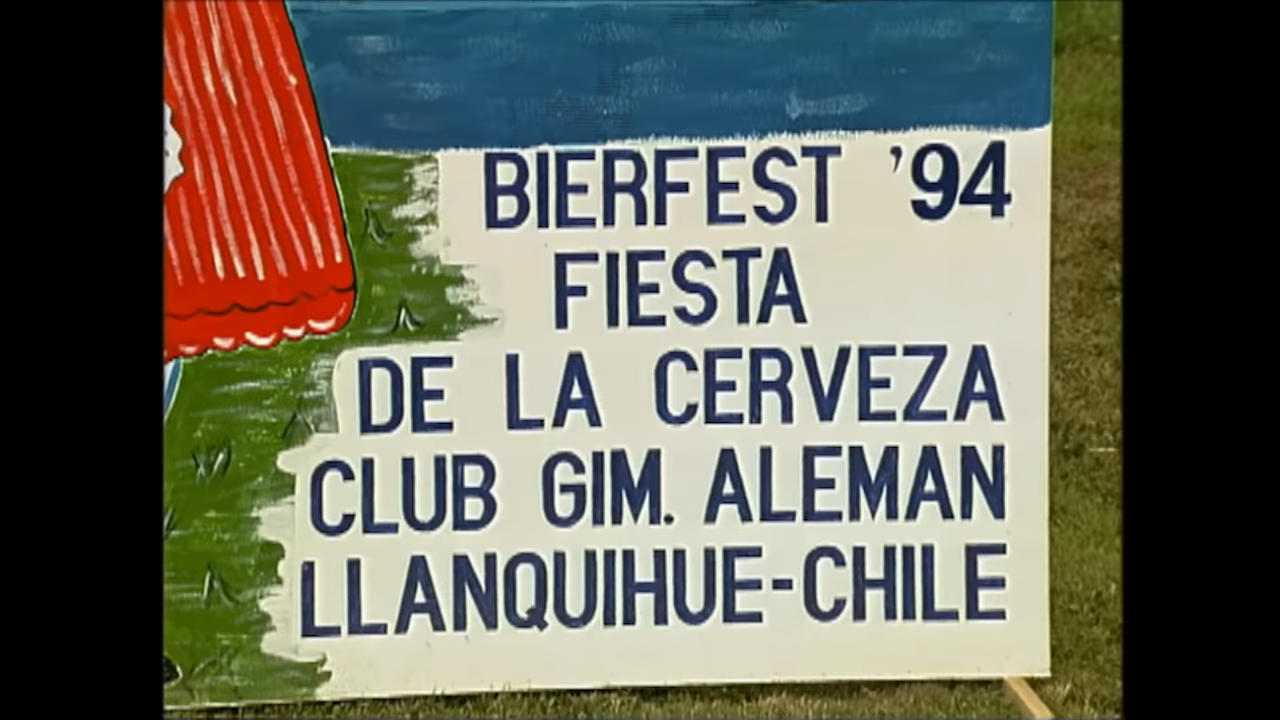 BIERFEST '94
FIESTA
DE LA CERVEZA
CLUB GIM. ALEMAN
LLANQUIHUE-CHILE